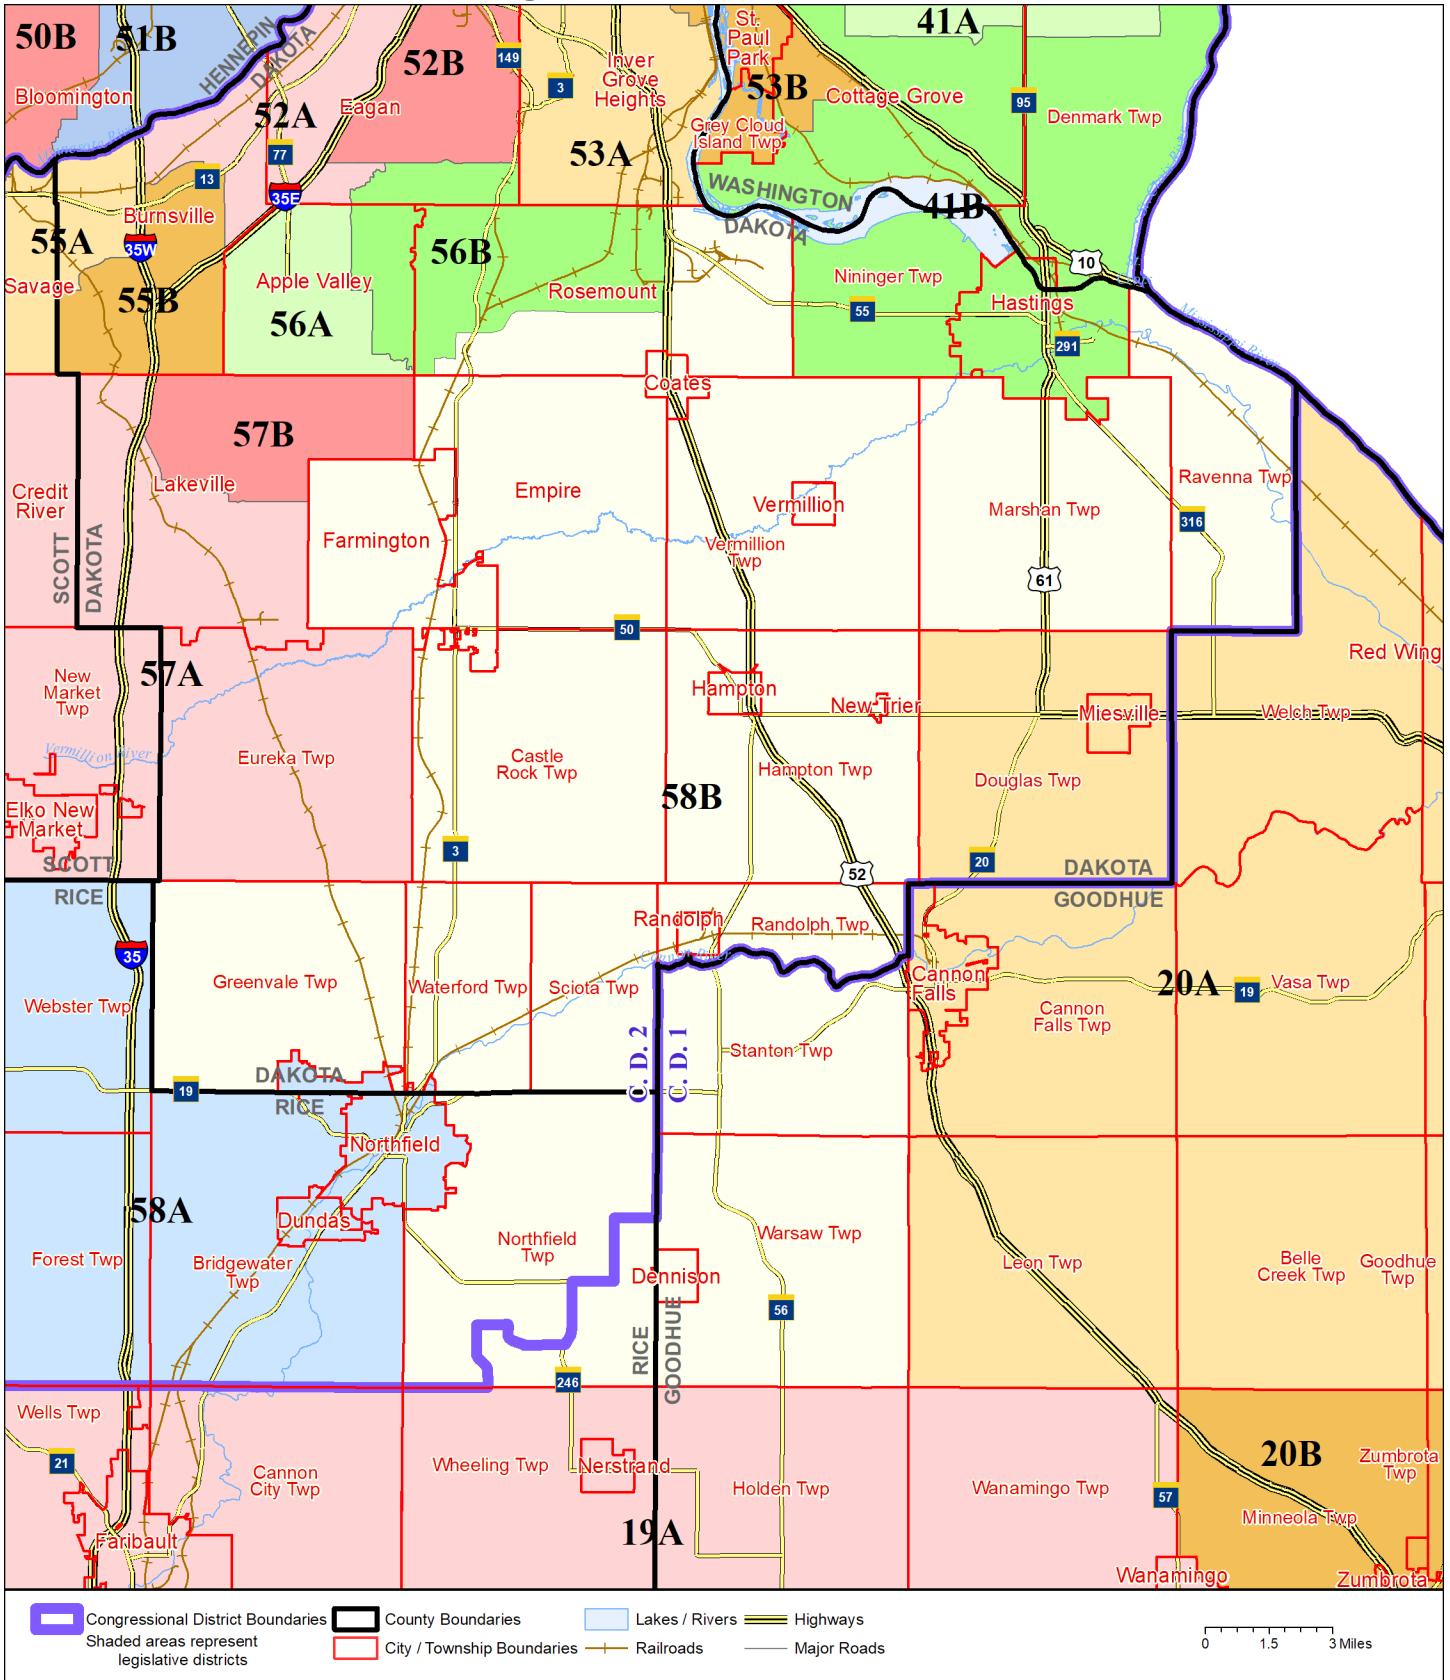 50B
51B
HENNEPIN
DAKOTA
52B
149
3
Inver
Grove
Heights
St.
Paul
Park
53B
41A
Bloomington
52A
Eagan
Cottage Grove
95
Denmark Twp
77
Grey Cloud
Island Twp
53A
13
35E
WASHINGTON
DAKOTA
41B
Burnsville
55A
35W
56B
10
Savage
55B
Apple Valley
56A
Rosemount
Nininger Twp
55
Hastings
291
Mississippi River
Coates
57B
Lakeville
Credit
River
SCOTT
DAKOTA
Empire
Vermillion
Ravenna Twp
Marshan Twp
316
Farmington
Vermillion
Twp
61
50
Red Wing
New
Market
Twp
57A
Hampton
New Trier
Miesville
Welch Twp
Vermillion River
Eureka Twp
Castle
Rock Twp
Hampton Twp
Douglas Twp
58B
Elko New
Market
3
20
SCOTT
RICE
52
DAKOTA
GOODHUE
Randolph
Randolph Twp
35
Cannon River
Greenvale Twp
Waterford Twp
Sciota Twp
Cannon
Falls
20A
19
Vasa Twp
Webster Twp
Cannon
Falls Twp
C. D. 2
C. D. 1
Stanton Twp
19
DAKOTA
RICE
Northfield
58A
Dundas
Forest Twp
Bridgewater
Twp
Northfield
Twp
Warsaw Twp
Dennison
Leon Twp
Belle
Creek Twp
Goodhue
Twp
56
RICE
GOODHUE
246
Wells Twp
21
Cannon
City Twp
Wheeling Twp
Nerstrand
Holden Twp
Wanamingo Twp
57
20B
Zumbrota
Twp
Minneola Twp
Faribault
19A
Wanamingo
Zumbrota
Congressional District Boundaries
County Boundaries
Lakes / Rivers
Highways
Shaded areas represent
legislative districts
City / Township Boundaries
Railroads
Major Roads
0 1.5 3 Miles